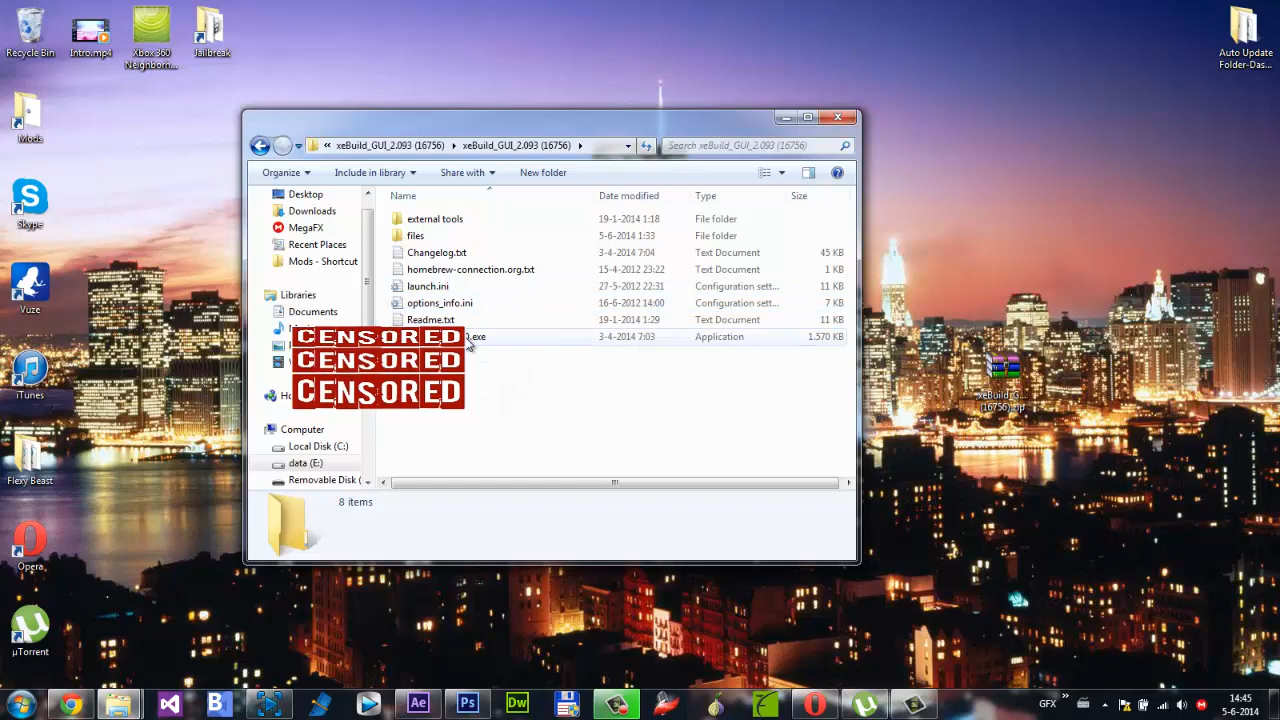 Recycle Bin
Intro.mp4
Xbox 360
Neighborh...
Jailbreak
Auto Update
Folder-Das...
Mods
Skype
Vuze
iTunes
Flexy Beast
Opera
µTorrent
« xeBuild_GUI_2.093 (16756) ▸ xeBuild_GUI_2.093 (16756) ▸
Search xeBuild_GUI_2.093 (16756)
Organize Include in library Share with New folder
Name Date modified Type Size
external tools 19-1-2014 1:18 File folder
files 5-6-2014 1:33 File folder
Changelog.txt 3-4-2014 7:04 Text Document 45 KB
homebrew-connection.org.txt 15-4-2012 23:22 Text Document 1 KB
launch.ini 27-5-2012 22:31 Configuration sett... 11 KB
options_info.ini 16-6-2012 14:00 Configuration sett... 7 KB
Readme.txt 19-1-2014 1:29 Text Document 11 KB
.exe 3-4-2014 7:03 Application 1.570 KB
Desktop
Downloads
MegaFX
Recent Places
Mods - Shortcut
Libraries
Documents
CENSORED
CENSORED
CENSORED
Computer
Local Disk (C:)
data (E:)
Removable Disk (
8 items
xeBuild_G...
(16756).zip
Ae
Ps
Dw
GFX
14:45
5-6-2014